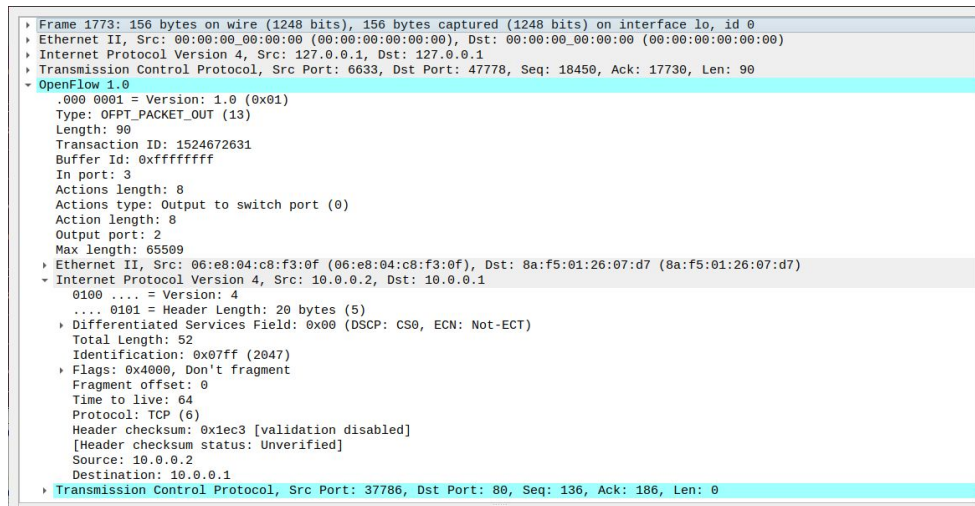 Frame 1773: 156 bytes on wire (1248 bits), 156 bytes captured (1248 bits) on interface lo, id 0
Ethernet II, Src: 00:00:00_00:00:00 (00:00:00:00:00:00), Dst: 00:00:00_00:00:00 (00:00:00:00:00:00)
Internet Protocol Version 4, Src: 127.0.0.1, Dst: 127.0.0.1
Transmission Control Protocol, Src Port: 6633, Dst Port: 47778, Seq: 18450, Ack: 17730, Len: 90
OpenFlow 1.0
.000 0001 = Version: 1.0 (0x01)
Type: OFPT_PACKET_OUT (13)
Length: 90
Transaction ID: 1524672631
Buffer Id: 0xffffffff
In port: 3
Actions length: 8
Actions type: Output to switch port (0)
Action length: 8
Output port: 2
Max length: 65509
Ethernet II, Src: 06:e8:04:c8:f3:0f (06:e8:04:c8:f3:0f), Dst: 8a:f5:01:26:07:d7 (8a:f5:01:26:07:d7)
Internet Protocol Version 4, Src: 10.0.0.2, Dst: 10.0.0.1
0100 .... = Version: 4
.... 0101 = Header Length: 20 bytes (5)
Differentiated Services Field: 0x00 (DSCP: CS0, ECN: Not-ECT)
Total Length: 52
Identification: 0x07ff (2047)
Flags: 0x4000, Don't fragment
Fragment offset: 0
Time to live: 64
Protocol: TCP (6)
Header checksum: 0x1ec3 [validation disabled]
[Header checksum status: Unverified]
Source: 10.0.0.2
Destination: 10.0.0.1
Transmission Control Protocol, Src Port: 37786, Dst Port: 80, Seq: 136, Ack: 186, Len: 0